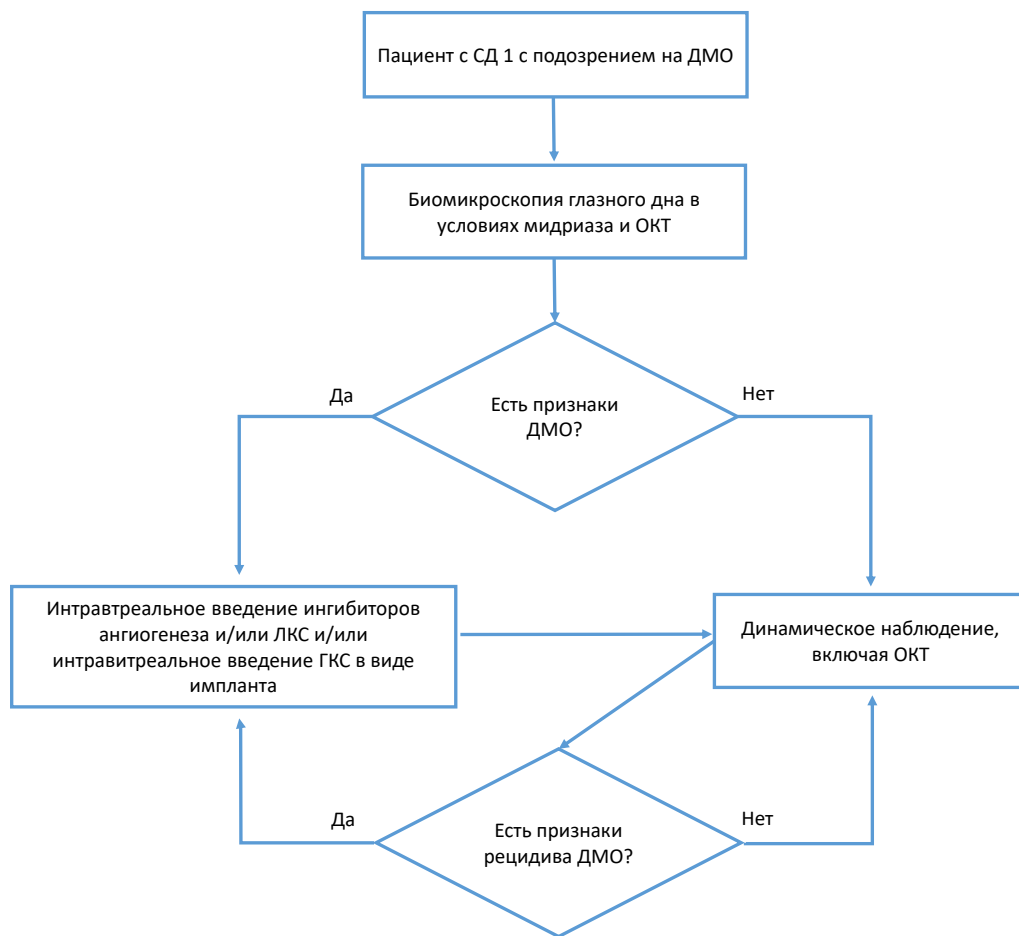 Пациент с СД 1 с подозрением на ДМО
Биомикроскопия глазного дна в
условиях мидриаза и ОКТ
Да
Нет
Есть признаки
ДМО?
Интравтреальное введение ингибиторов
ангиогенеза и/или ЛКС и/или
интравитреальное введение ГКС в виде
импланта
Динамическое наблюдение,
включая ОКТ
Да
Нет
Есть признаки
рецидива ДМО?